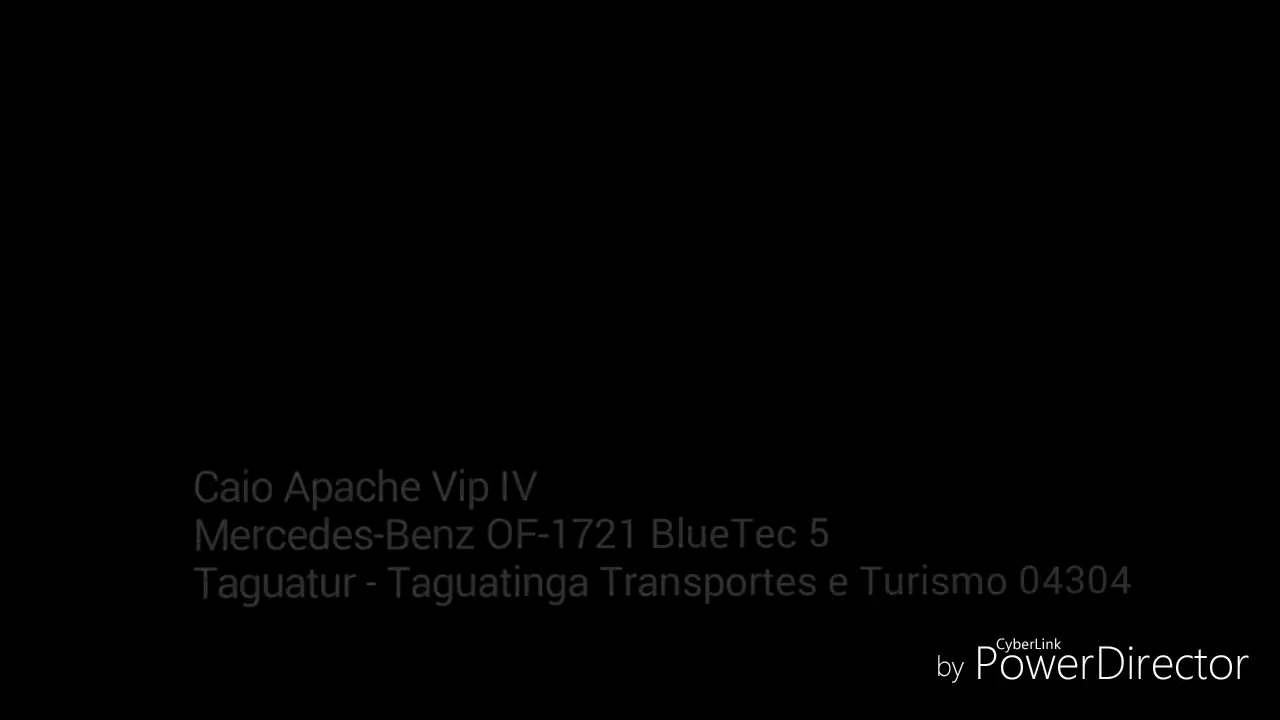 Caio Apache Vip IV
Mercedes-Benz OF-1721 BlueTec 5
Taguatur - Taguatinga Transportes e Turismo 04304
CyberLink
by PowerDirector